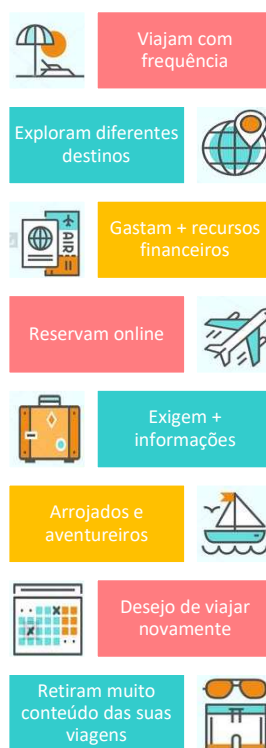 Viajam com
frequência
Exploram diferentes
destinos
AIR
Gastam + recursos
financeiros
Reservam online
Exigem +
informações
Arrojados e
aventureiros
Desejo de viajar
novamente
Retiram muito
conteúdo das suas
viagens